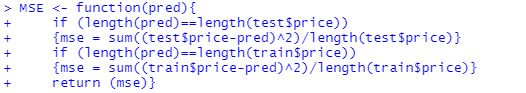 > MSE <- function(pred){
+     if (length(pred)==length(test$price))
+     {mse = sum((test$price-pred)^2)/length(test$price)}
+     if (length(pred)==length(train$price))
+     {mse = sum((train$price-pred)^2)/length(train$price)}
+     return (mse)}